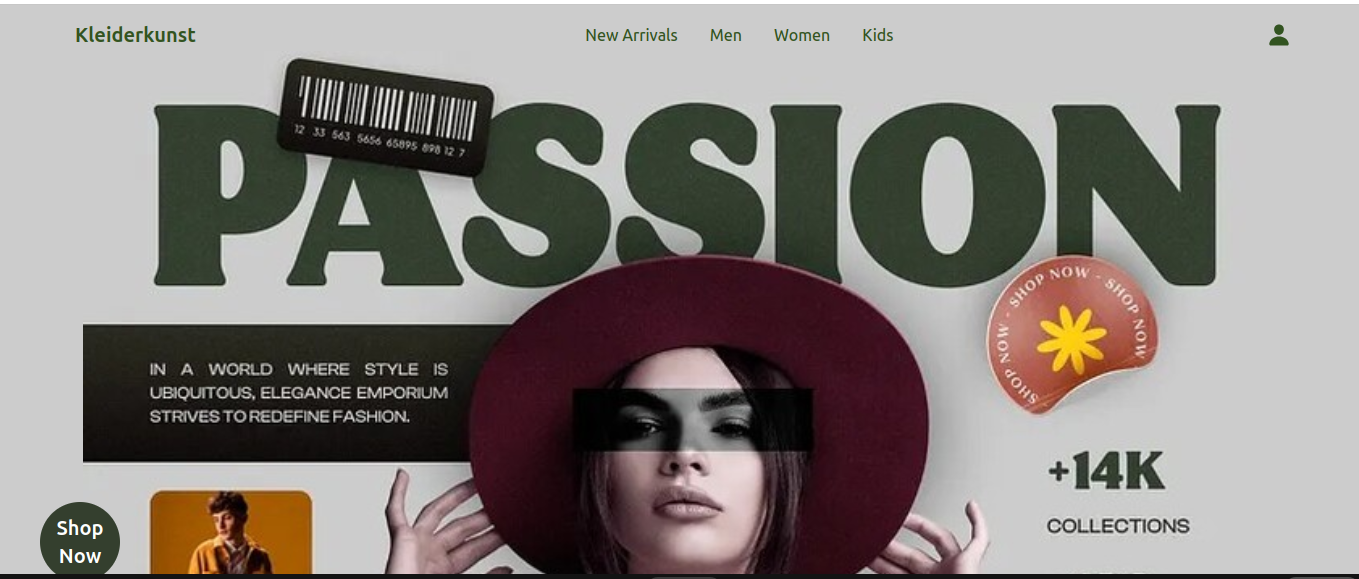 Kleiderkunst
New Arrivals Men Women Kids
12 33 563 5656 65895 898 12 7
PASSION
SHOP NOW - SHOP NOW - SHOP NOW -
IN A WORLD WHERE STYLE IS
UBIQUITOUS, ELEGANCE EMPORIUM
STRIVES TO REDEFINE FASHION.
+14K
COLLECTIONS
Shop
Now